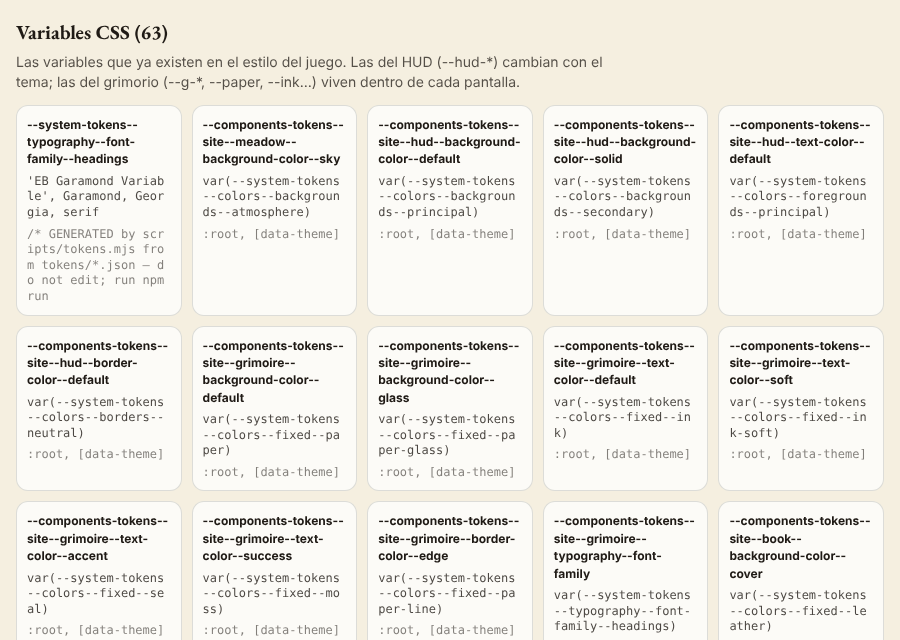 Variables CSS (63)
Las variables que ya existen en el estilo del juego. Las del HUD (--hud-*) cambian con el
tema; las del grimorio (--g-*, --paper, --ink...) viven dentro de cada pantalla.
--system-tokens--
typography--font-
family--headings
'EB Garamond Variab
le', Garamond, Geor
gia, serif
/* GENERATED by scr
ipts/tokens.mjs fro
m tokens/*.json — d
o not edit; run npm
run
--components-tokens--
site--meadow--
background-color--sky
var(--system-tokens
--colors--backgroun
ds--atmosphere)
:root, [data-theme]
--components-tokens--
site--hud--background-
color--default
var(--system-tokens
--colors--backgroun
ds--principal)
:root, [data-theme]
--components-tokens--
site--hud--background-
color--solid
var(--system-tokens
--colors--backgroun
ds--secondary)
:root, [data-theme]
--components-tokens--
site--hud--text-color--
default
var(--system-tokens
--colors--foregroun
ds--principal)
:root, [data-theme]
--components-tokens--
site--hud--border-
color--default
var(--system-tokens
--colors--borders--
neutral)
:root, [data-theme]
--components-tokens--
site--grimoire--
background-color--
default
var(--system-tokens
--colors--fixed--pa
per)
:root, [data-theme]
--components-tokens--
site--grimoire--
background-color--
glass
var(--system-tokens
--colors--fixed--pa
per-glass)
:root, [data-theme]
--components-tokens--
site--grimoire--text-
color--default
var(--system-tokens
--colors--fixed--in
k)
:root, [data-theme]
--components-tokens--
site--grimoire--text-
color--soft
var(--system-tokens
--colors--fixed--in
k-soft)
:root, [data-theme]
--components-tokens--
site--grimoire--text-
color--accent
var(--system-tokens
--colors--fixed--se
al)
:root, [data-theme]
--components-tokens--
site--grimoire--text-
color--success
var(--system-tokens
--colors--fixed--mo
ss)
:root, [data-theme]
--components-tokens--
site--grimoire--border-
color--edge
var(--system-tokens
--colors--fixed--pa
per-line)
:root, [data-theme]
--components-tokens--
site--grimoire--
typography--font-
family
var(--system-tokens
--typography--font-
family--headings)
--components-tokens--
site--book--
background-color--
cover
var(--system-tokens
--colors--fixed--le
ather)